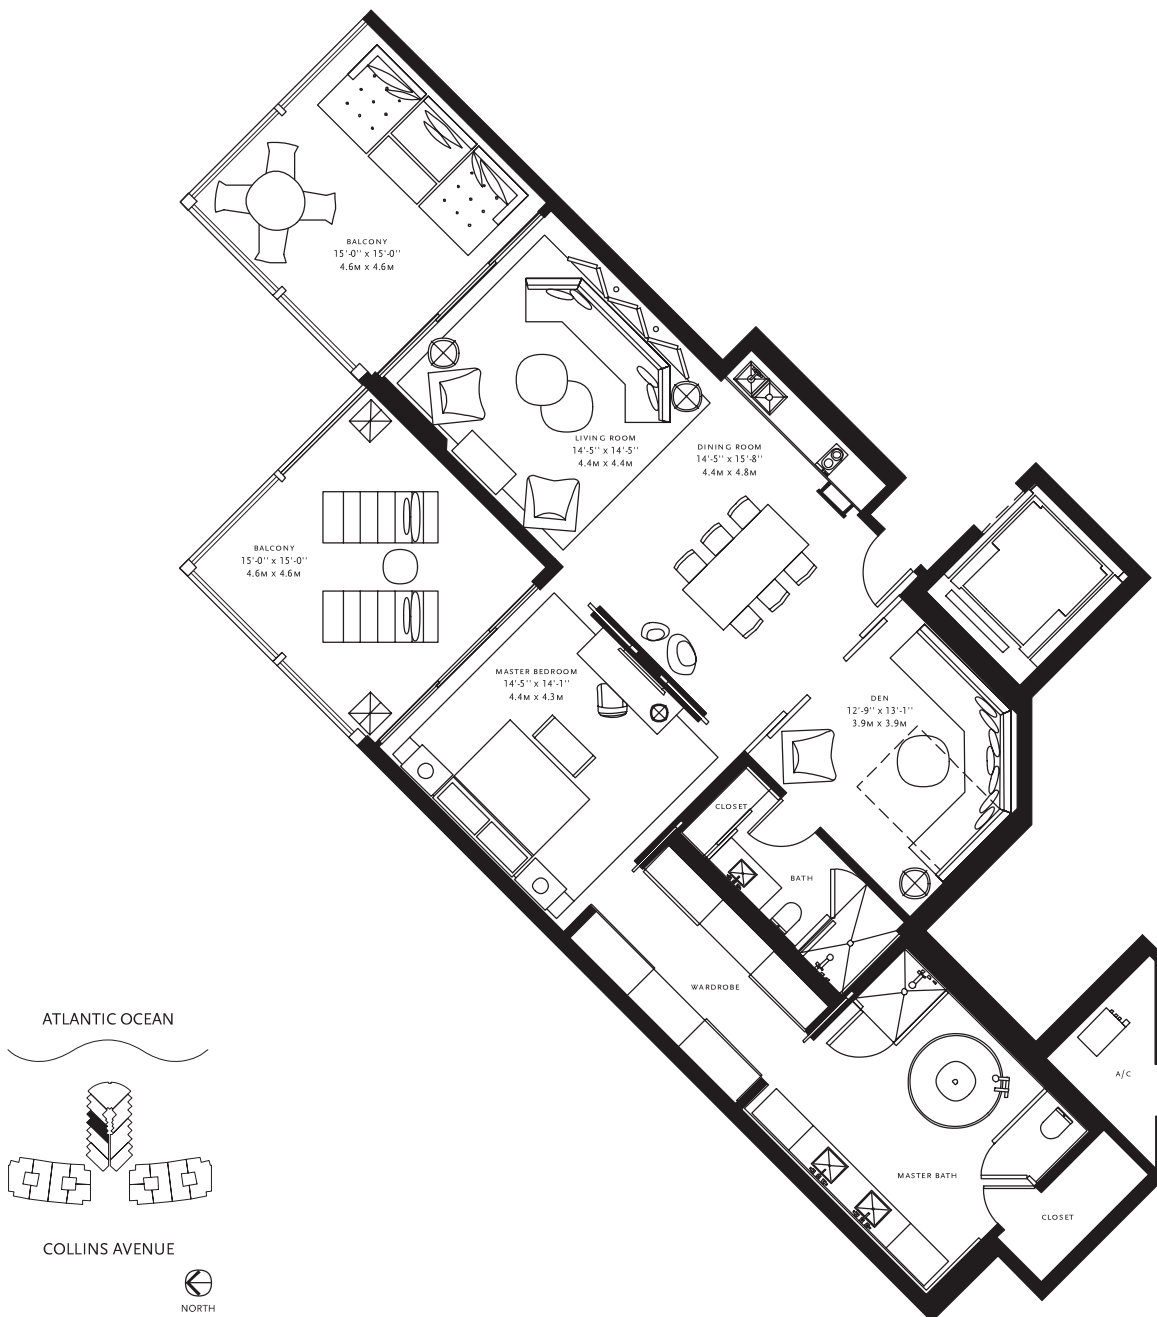 BALCONY
15'-0'' x 15'-0''
4.6M x 4.6M
LIVING ROOM
14'-5'' x 14'-5''
4.4M x 4.4M
DINING ROOM
14'-5'' x 15'-8''
4.4M x 4.8M
BALCONY
15'-0'' x 15'-0''
4.6M x 4.6M
MASTER BEDROOM
14'-5'' x 14'-1''
4.4M x 4.3M
DEN
12'-9'' x 13'-1''
3.9M x 3.9M
CLOSET
BATH
WARDROBE
A/C
MASTER BATH
CLOSET
ATLANTIC OCEAN
COLLINS AVENUE
NORTH